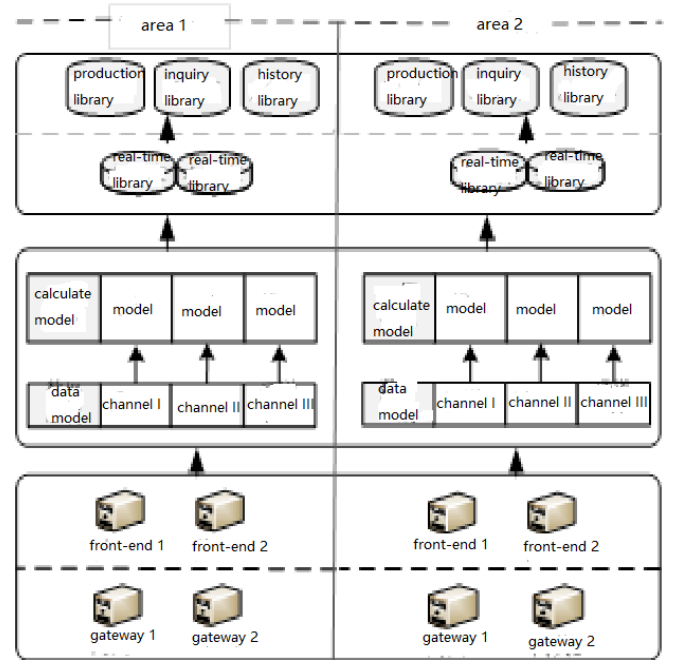 area 1
area 2
production library
inquiry library
history library
production library
inquiry library
history library
real-time library
real-time library
real-time library
real-time library
calculate model
model
model
model
calculate model
model
model
model
data model
channel I
channel II
channel III
data model
channel I
channel II
channel III
front-end 1
front-end 2
front-end 1
front-end 2
gateway 1
gateway 2
gateway 1
gateway 2